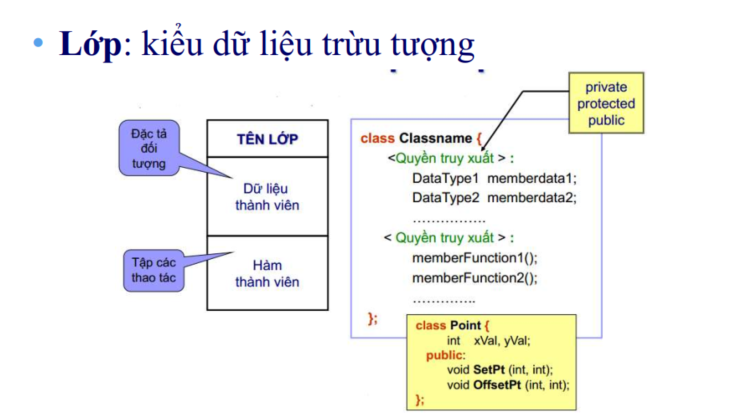 • Lớp: kiểu dữ liệu trừu tượng
private
protected
public
Đặc tả
đối
tượng
TÊN LỚP
Dữ liệu
thành viên
Tập các
thao tác
Hàm
thành viên
class Classname {
<Quyền truy xuất > :
DataType1 memberdata1;
DataType2 memberdata2;
................
< Quyền truy xuất > :
memberFunction1();
memberFunction2();
..............
};
class Point {
int xVal, yVal;
public:
void SetPt (int, int);
void OffsetPt (int, int);
};